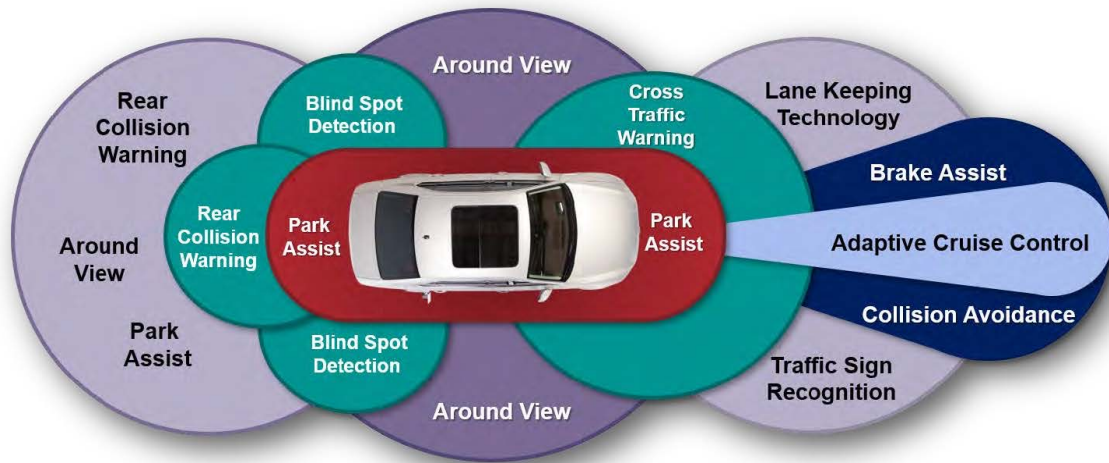 Rear
Collision
Warning
Around
View
Park
Assist
Rear
Collision
Warning
Blind Spot
Detection
Blind Spot
Detection
Park
Assist
Around View
Around View
Park
Assist
Cross
Traffic
Warning
Lane Keeping
Technology
Brake Assist
Adaptive Cruise Control
Collision Avoidance
Traffic Sign
Recognition